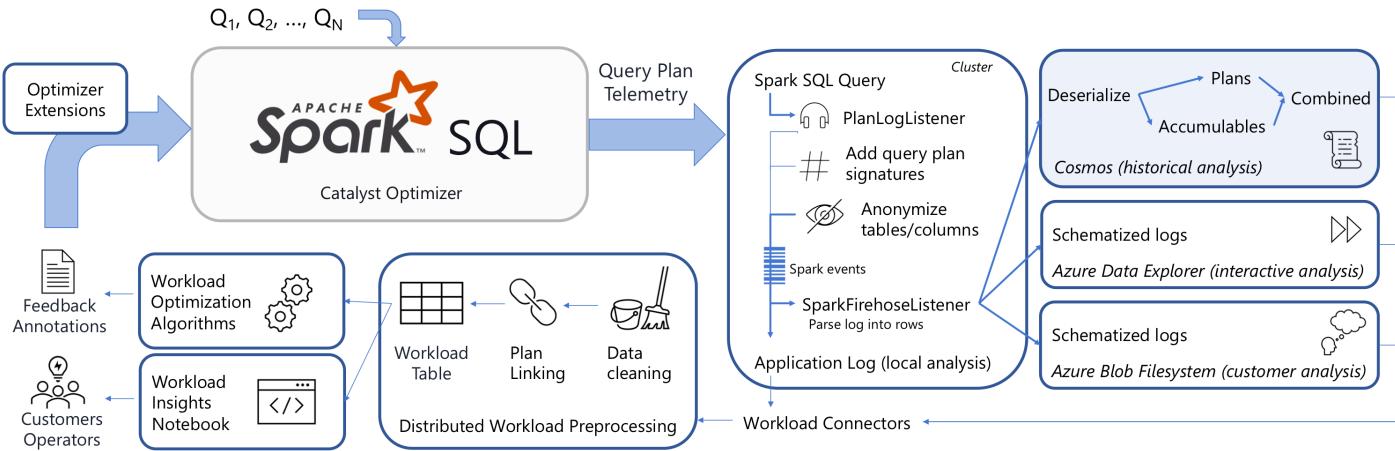 Q1, Q2, ..., QN
Optimizer
Extensions
APACHE
Spark™ SQL
Catalyst Optimizer
Query Plan
Telemetry
Cluster
Spark SQL Query
PlanLogListener
Add query plan
signatures
Anonymize
tables/columns
Spark events
SparkFirehoseListener
Parse log into rows
Application Log (local analysis)
Deserialize
Plans
Accumulables
Combined
Cosmos (historical analysis)
Schematized logs
Azure Data Explorer (interactive analysis)
Schematized logs
Azure Blob Filesystem (customer analysis)
Workload Connectors
Data
cleaning
Plan
Linking
Workload
Table
Distributed Workload Preprocessing
Workload
Optimization
Algorithms
Workload
Insights
Notebook
</>
Feedback
Annotations
Customers
Operators